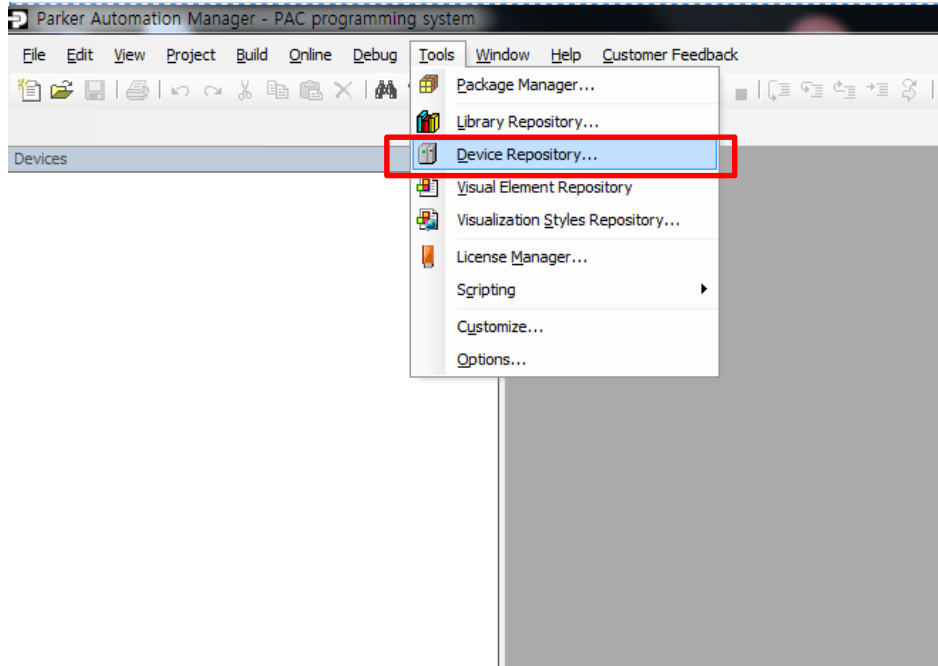 Parker Automation Manager - PAC programming system
File Edit View Project Build Online Debug Tools Window Help Customer Feedback
Devices
Package Manager...
Library Repository...
Device Repository...
Visual Element Repository
Visualization Styles Repository...
License Manager...
Scripting
Customize...
Options...